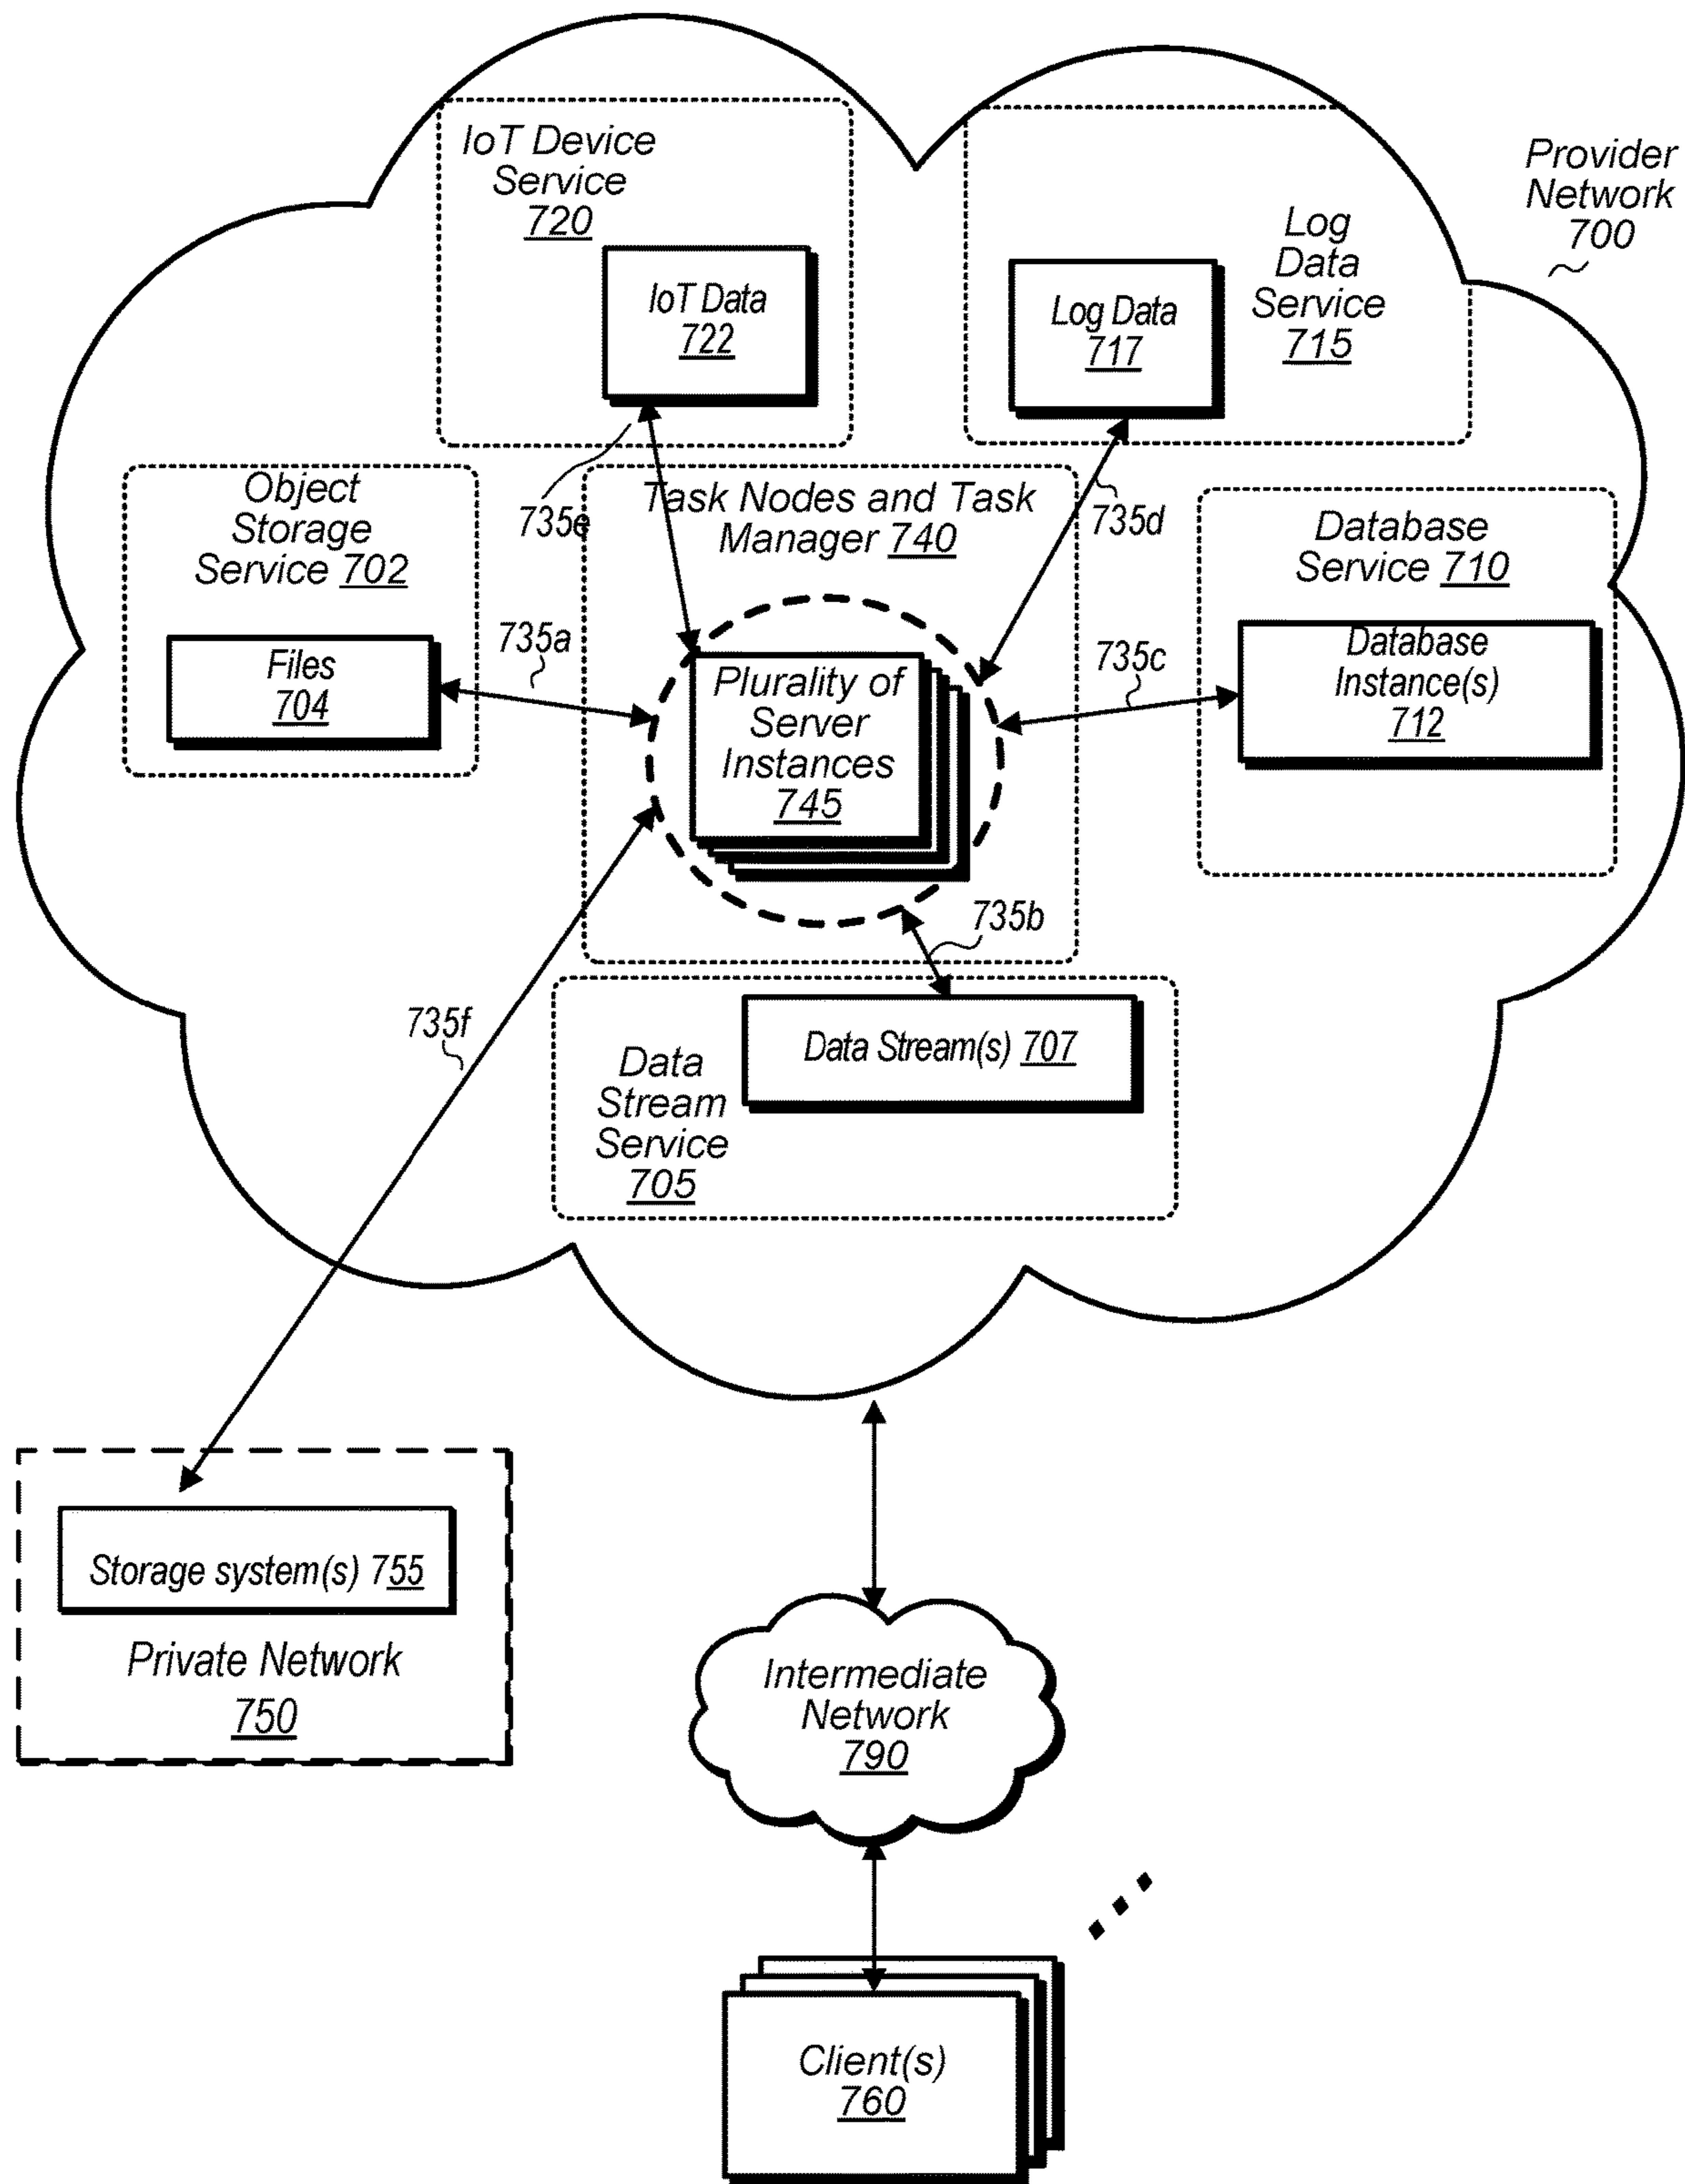 IoT Device
Service
720
IoT Data
722
Log
Data
Service
715
Log Data
717
Provider
Network
700
Object
Storage
Service 702
Files
704
735a
735e
Task Nodes and Task
Manager 740
735d
Plurality of
Server
Instances
745
735c
Database
Service 710
Database
Instance(s)
712
735b
735f
Data
Stream
Service
705
Data Stream(s) 707
Storage system(s) 755
Private Network
750
Intermediate
Network
790
Client(s)
760